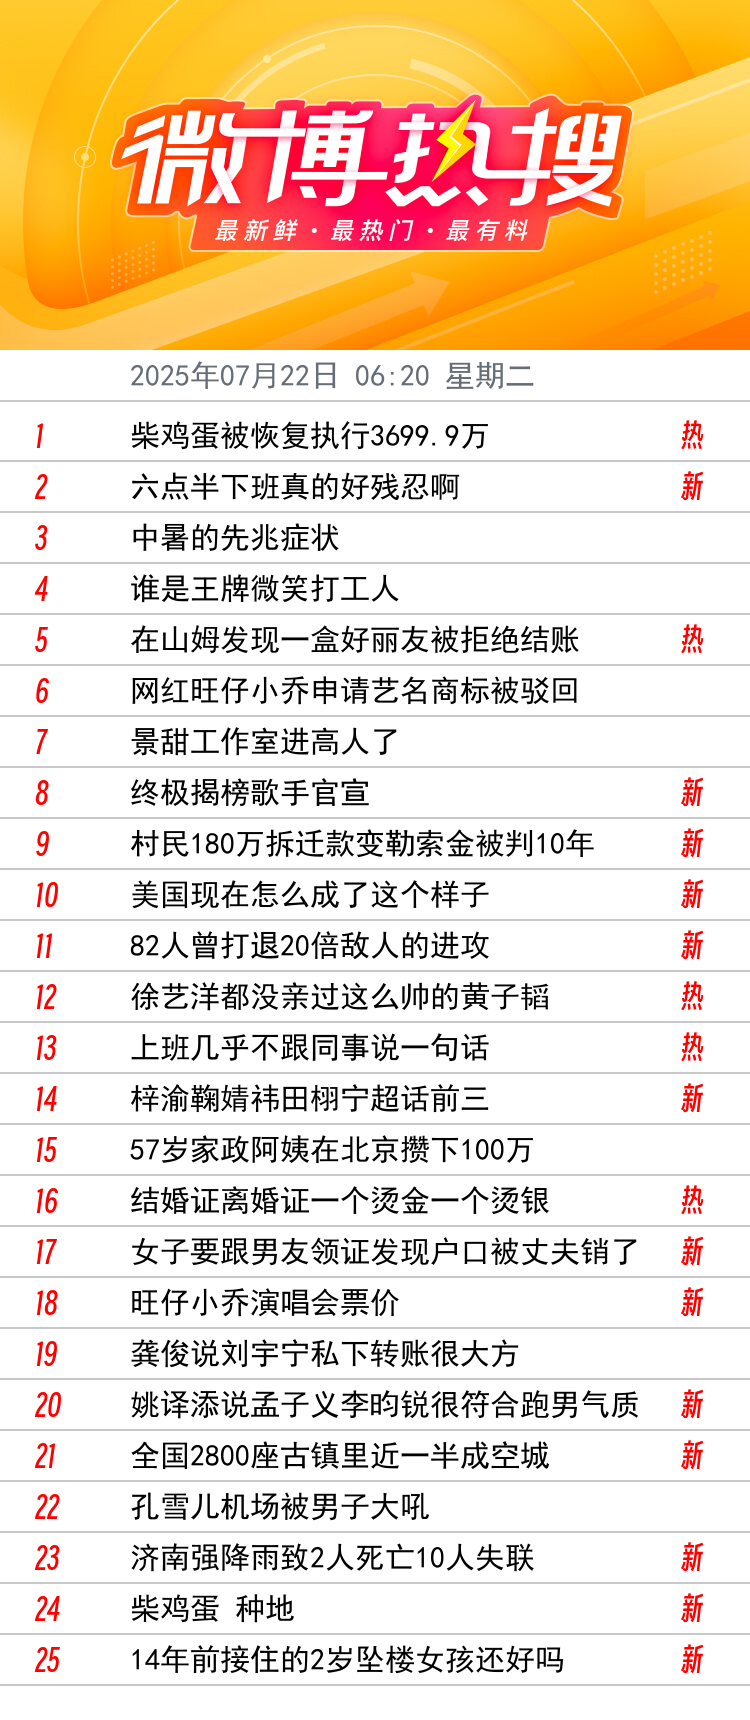 微博热搜
最新鲜·最热门·最有料
2025年07月22日 06:20 星期二
1 柴鸡蛋被恢复执行3699.9万 热
2 六点半下班真的好残忍啊 新
3 中暑的先兆症状
4 谁是王牌微笑打工人
5 在山姆发现一盒好丽友被拒绝结账 热
6 网红旺仔小乔申请艺名商标被驳回
7 景甜工作室进高人了
8 终极揭榜歌手官宣 新
9 村民180万拆迁款变勒索金被判10年 新
10 美国现在怎么成了这个样子 新
11 82人曾打退20倍敌人的进攻 新
12 徐艺洋都没亲过这么帅的黄子韬 热
13 上班几乎不跟同事说一句话 热
14 梓渝鞠婧祎田栩宁超话前三 新
15 57岁家政阿姨在北京攒下100万
16 结婚证离婚证一个烫金一个烫银 热
17 女子要跟男友领证发现户口被丈夫销了 新
18 旺仔小乔演唱会票价 新
19 龚俊说刘宇宁私下转账很大方
20 姚译添说孟子义李昀锐很符合跑男气质 新
21 全国2800座古镇里近一半成空城 新
22 孔雪儿机场被男子大吼
23 济南强降雨致2人死亡10人失联 新
24 柴鸡蛋 种地 新
25 14年前接住的2岁坠楼女孩还好吗 新